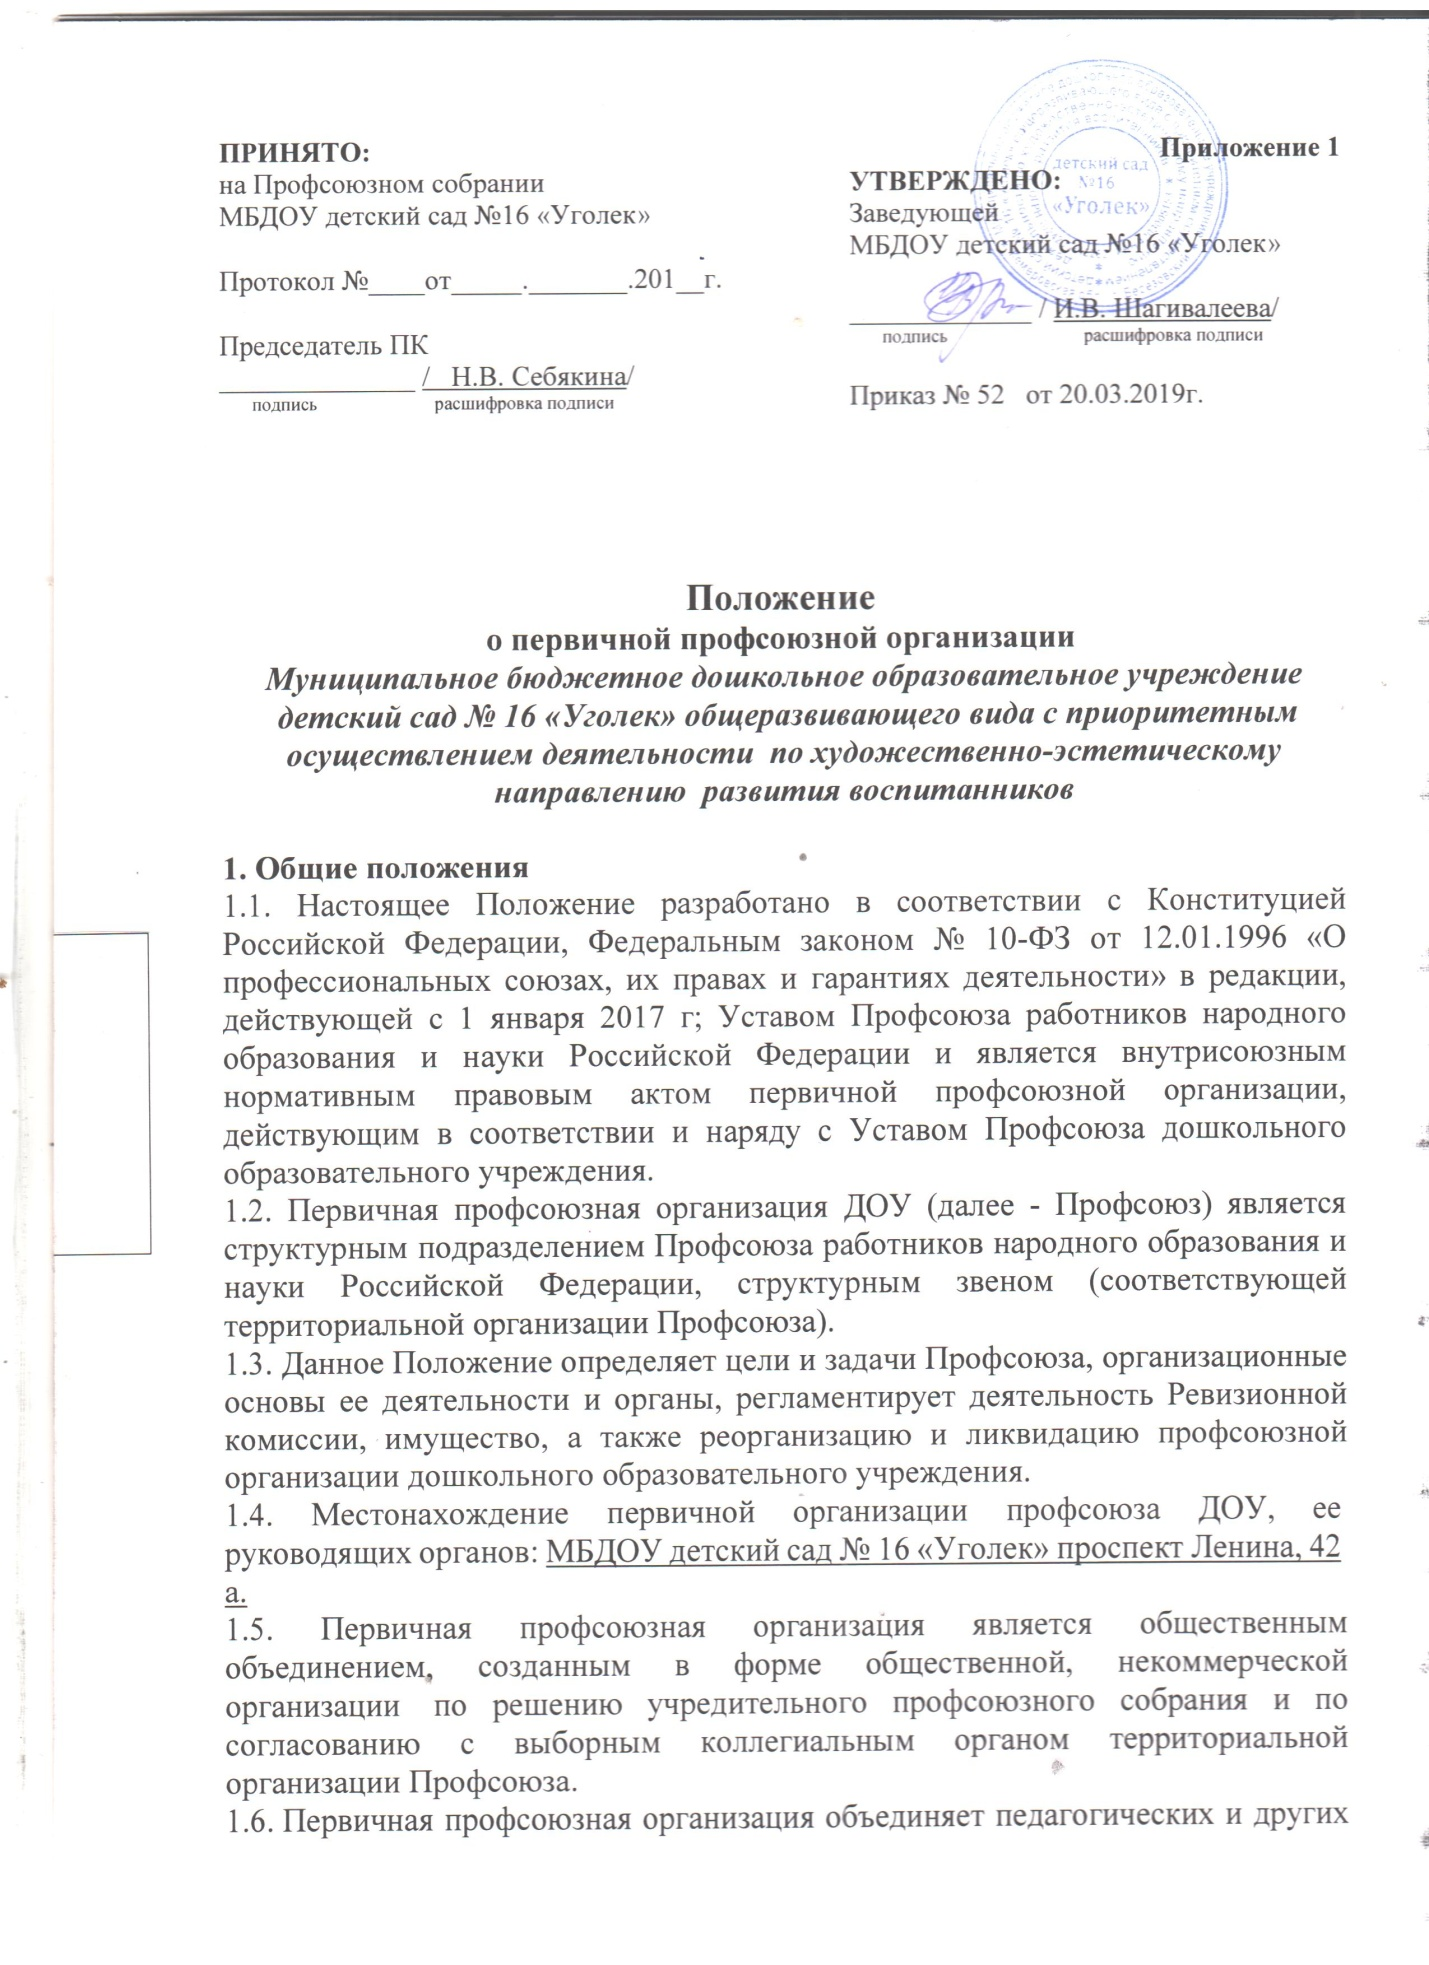 Приложение 1
ПРИНЯТО:
на Профсоюзном собрании
МБДОУ детский сад №16 «Уголек»
Протокол №____от_____._______.201__г.
Председатель ПК
______________ / Н.В. Себякина/
подпись расшифровка подписи
УТВЕРЖДЕНО:
Заведующей
МБДОУ детский сад №16 «Уголек»
_____________ / И.В. Шагивалеева/
подпись расшифровка подписи
Приказ № 52 от 20.03.2019г.
детский сад
№16
«Уголек»
Положение
о первичной профсоюзной организации
Муниципальное бюджетное дошкольное образовательное учреждение
детский сад № 16 «Уголек» общеразвивающего вида с приоритетным
осуществлением деятельности по художественно-эстетическому
направлению развития воспитанников
1. Общие положения
1.1. Настоящее Положение разработано в соответствии с Конституцией
Российской Федерации, Федеральным законом № 10-ФЗ от 12.01.1996 «О
профессиональных союзах, их правах и гарантиях деятельности» в редакции,
действующей с 1 января 2017 г; Уставом Профсоюза работников народного
образования и науки Российской Федерации и является внутрисоюзным
нормативным правовым актом первичной профсоюзной организации,
действующим в соответствии и наряду с Уставом Профсоюза дошкольного
образовательного учреждения.
1.2. Первичная профсоюзная организация ДОУ (далее - Профсоюз) является
структурным подразделением Профсоюза работников народного образования и
науки Российской Федерации, структурным звеном (соответствующей
территориальной организации Профсоюза).
1.3. Данное Положение определяет цели и задачи Профсоюза, организационные
основы ее деятельности и органы, регламентирует деятельность Ревизионной
комиссии, имущество, а также реорганизацию и ликвидацию профсоюзной
организации дошкольного образовательного учреждения.
1.4. Местонахождение первичной организации профсоюза ДОУ, ее
руководящих органов: МБДОУ детский сад № 16 «Уголек» проспект Ленина, 42
а.
1.5. Первичная профсоюзная организация является общественным
объединением, созданным в форме общественной, некоммерческой
организации по решению учредительного профсоюзного собрания и по
согласованию с выборным коллегиальным органом территориальной
организации Профсоюза.
1.6. Первичная профсоюзная организация объединяет педагогических и других